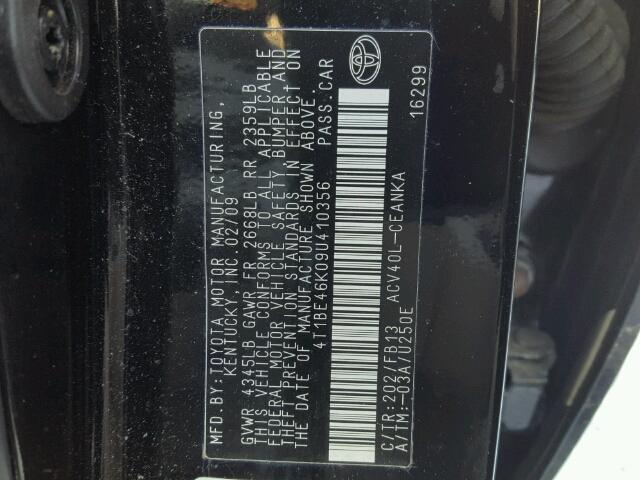 MFD.BY:TOYOTA MOTOR MANUFACTURING,
KENTUCKY, INC. 02/09
GVWR 4345LB GAWR FR 2668LB RR 2359LB
THIS VEHICLE CONFORMS TO ALL APPLICABLE
FEDERAL MOTOR VEHICLE SAFETY, BUMPER AND
THEFT PREVENTION STANDARDS IN EFFECT ON
THE DATE OF MANUFACTURE SHOWN ABOVE.
4T1BE46K09U410356 PASS.CAR
C/TR:202/FB13 ACV40L-CEANKA
A/TM:-03A/U250E 16299